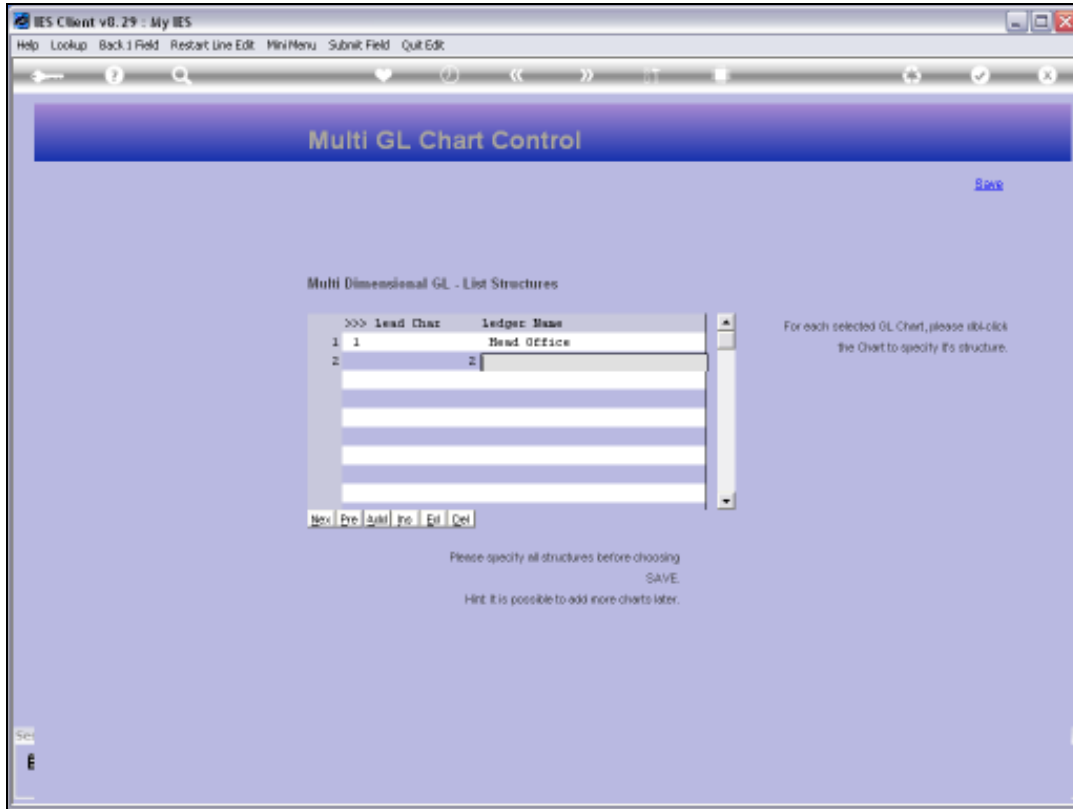 IES Client v8.29 : My IES
Help Lookup Back 1 Field Restart Line Edit MiniMenu Submit Field Quit Edit
Multi GL Chart Control
Save
Multi Dimensional GL - List Structures
>>> Lead Char Ledger Name
1 1 Head Office
2 2
For each selected GL Chart, please dbl-click
the Chart to specify it's structure.
Nex Pre Add Ins Ed Del
Please specify all structures before choosing
SAVE.
Hint: It is possible to add more charts later.